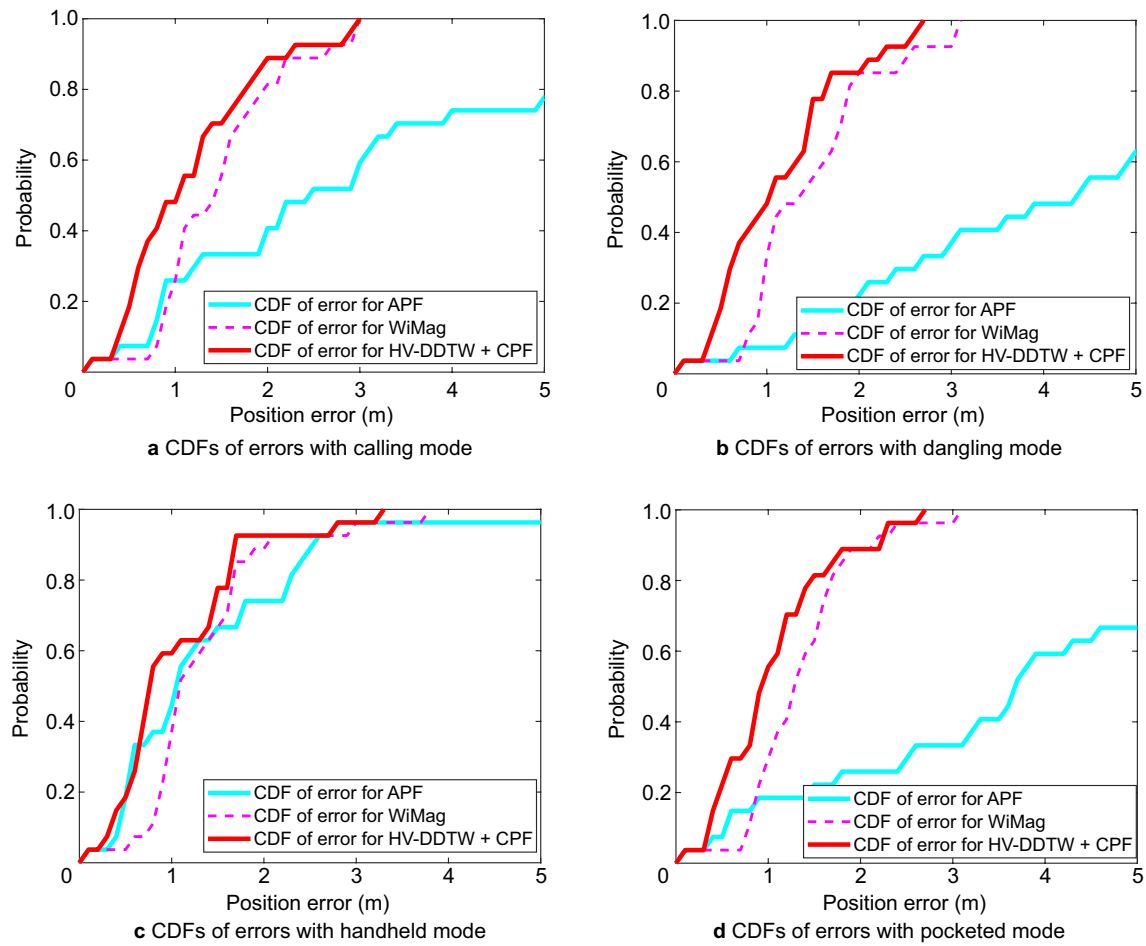 1.0
0.8
0.6
0.4
0.2
0
1
2
3
4
5
Probability
Position error (m)
CDF of error for APF
CDF of error for WiMag
CDF of error for HV-DDTW + CPF
a CDFs of errors with calling mode
1.0
0.8
0.6
0.4
0.2
0
1
2
3
4
5
Probability
Position error (m)
CDF of error for APF
CDF of error for WiMag
CDF of error for HV-DDTW + CPF
b CDFs of errors with dangling mode
1.0
0.8
0.6
0.4
0.2
0
1
2
3
4
5
Probability
Position error (m)
CDF of error for APF
CDF of error for WiMag
CDF of error for HV-DDTW + CPF
c CDFs of errors with handheld mode
1.0
0.8
0.6
0.4
0.2
0
1
2
3
4
5
Probability
Position error (m)
CDF of error for APF
CDF of error for WiMag
CDF of error for HV-DDTW + CPF
d CDFs of errors with pocketed mode